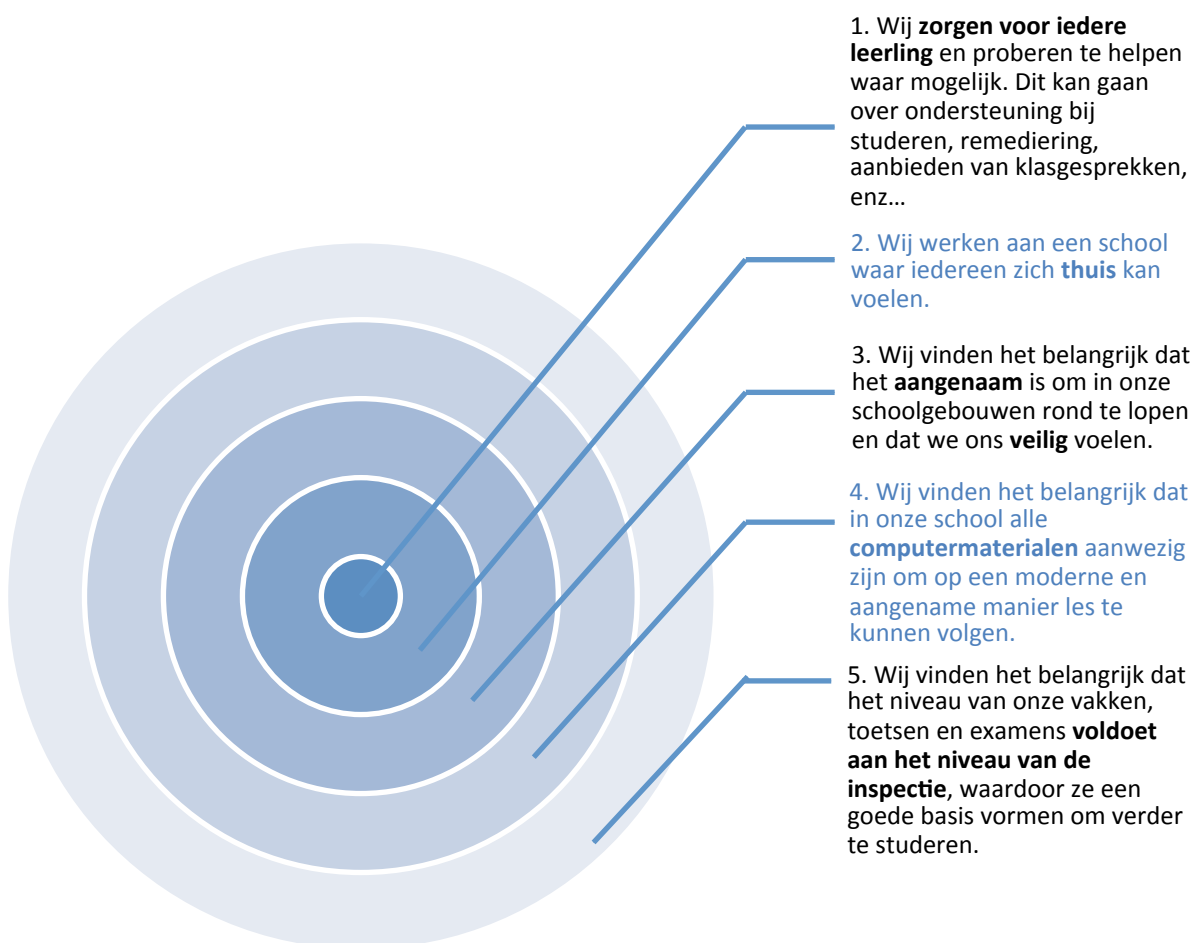 1. Wij zorgen voor iedere
leerling en proberen te helpen
waar mogelijk. Dit kan gaan
over ondersteuning bij
studeren, remediering,
aanbieden van klasgesprekken,
enz…
2. Wij werken aan een school
waar iedereen zich thuis kan
voelen.
3. Wij vinden het belangrijk dat
het aangenaam is om in onze
schoolgebouwen rond te lopen
en dat we ons veilig voelen.
4. Wij vinden het belangrijk dat
in onze school alle
computermaterialen aanwezig
zijn om op een moderne en
aangename manier les te
kunnen volgen.
5. Wij vinden het belangrijk dat
het niveau van onze vakken,
toetsen en examens voldoet
aan het niveau van de
inspectie, waardoor ze een
goede basis vormen om verder
te studeren.